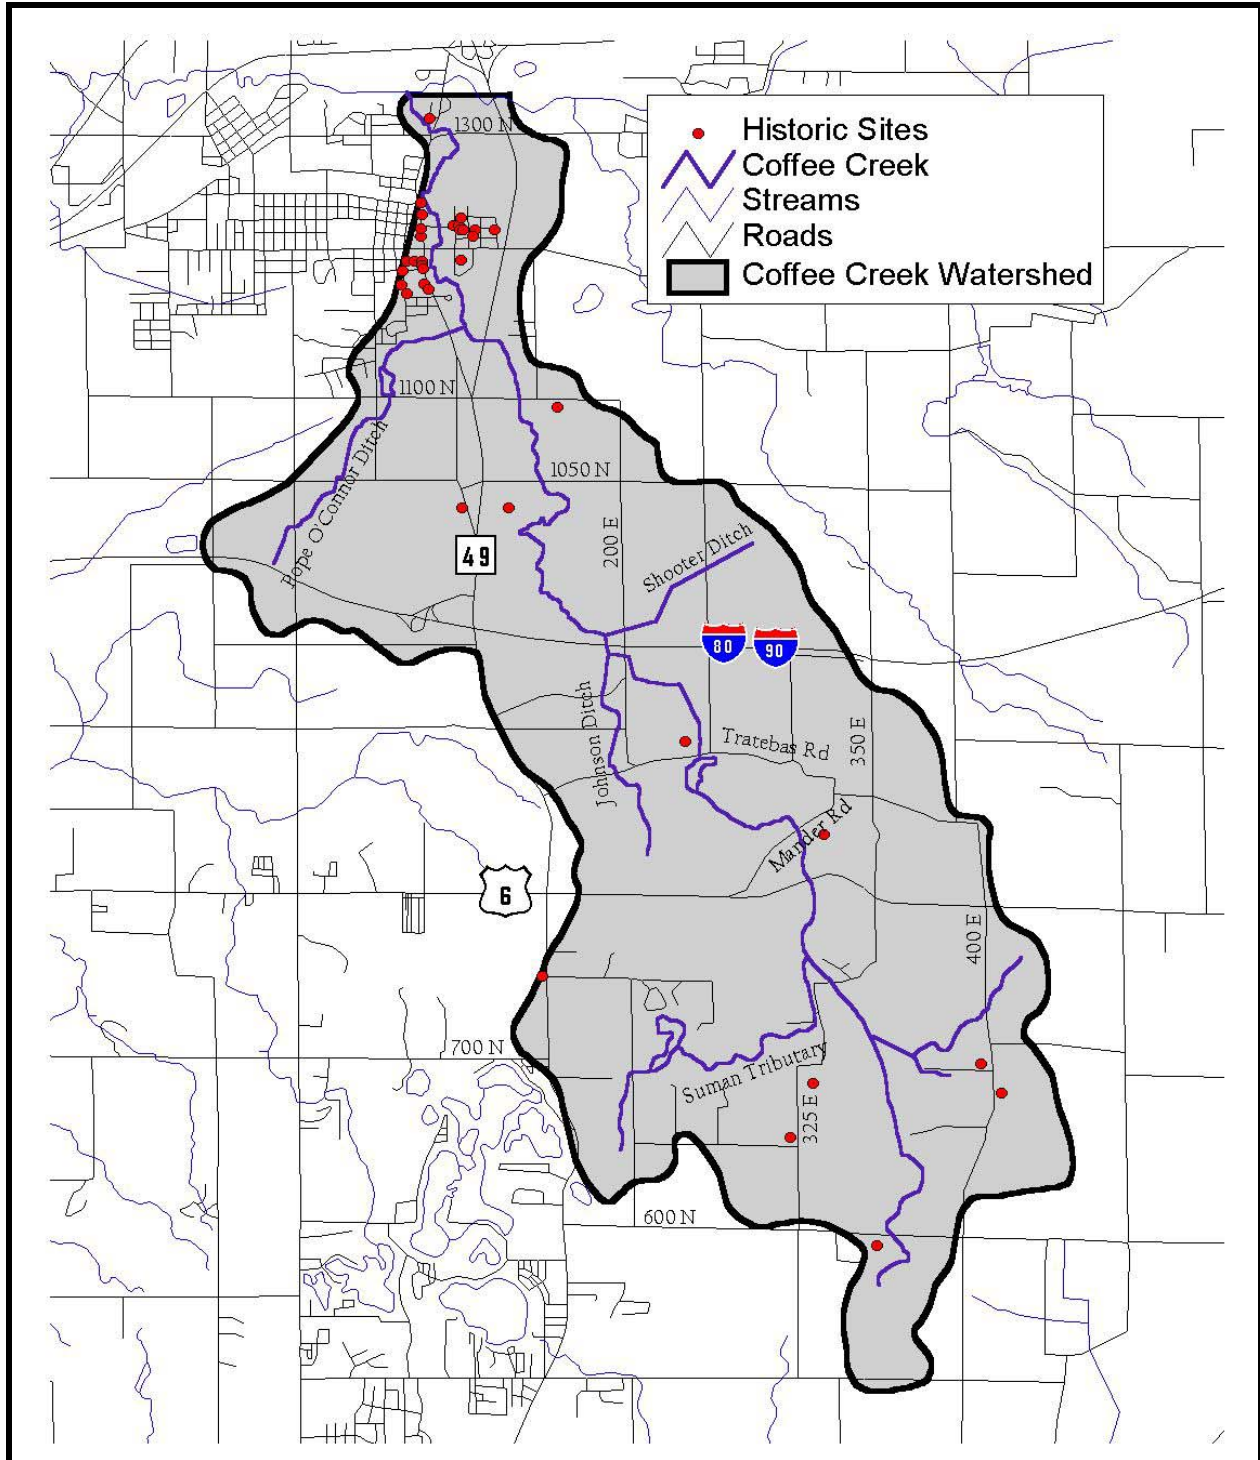 Historic Sites
Coffee Creek
Streams
Roads
Coffee Creek Watershed
1300 N
1100 N
1050 N
Pope O'Connor Ditch
49
200 E
Shooter Ditch
80
90
Johnson Ditch
Tratebas Rd
350 E
Mander Rd
6
400 E
700 N
Suman Tributary
325 E
600 N